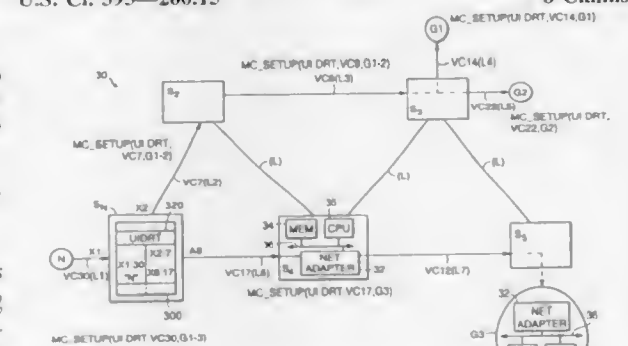 U.S. Cl. 395—200.15
G1
MC_SETUP(UI DRT,VC14,G1)
MC_SETUP(UI DRT,VC9,G1-2)
VC14(L4)
30
S2
S3
G2
VC22(L5)
MC_SETUP(UI DRT,
VC22,G2)
MC_SETUP(UI DRT,
VC7,G1-2)
VC7(L2)
(L)
(L)
(L)
SN
X2
320
34
MEM
35
CPU
36
UIDRT
X1
N
VC30(L1)
X1:30
"N"
X2:7
X8:17
300
VC17(L6)
S4
NET
ADAPTER
32
VC12(L7)
S5
MC_SETUP(UI DRT VC17,G3)
MC_SETUP(UI DRT VC30,G1-3)
G3
32
NET
ADAPTER
36